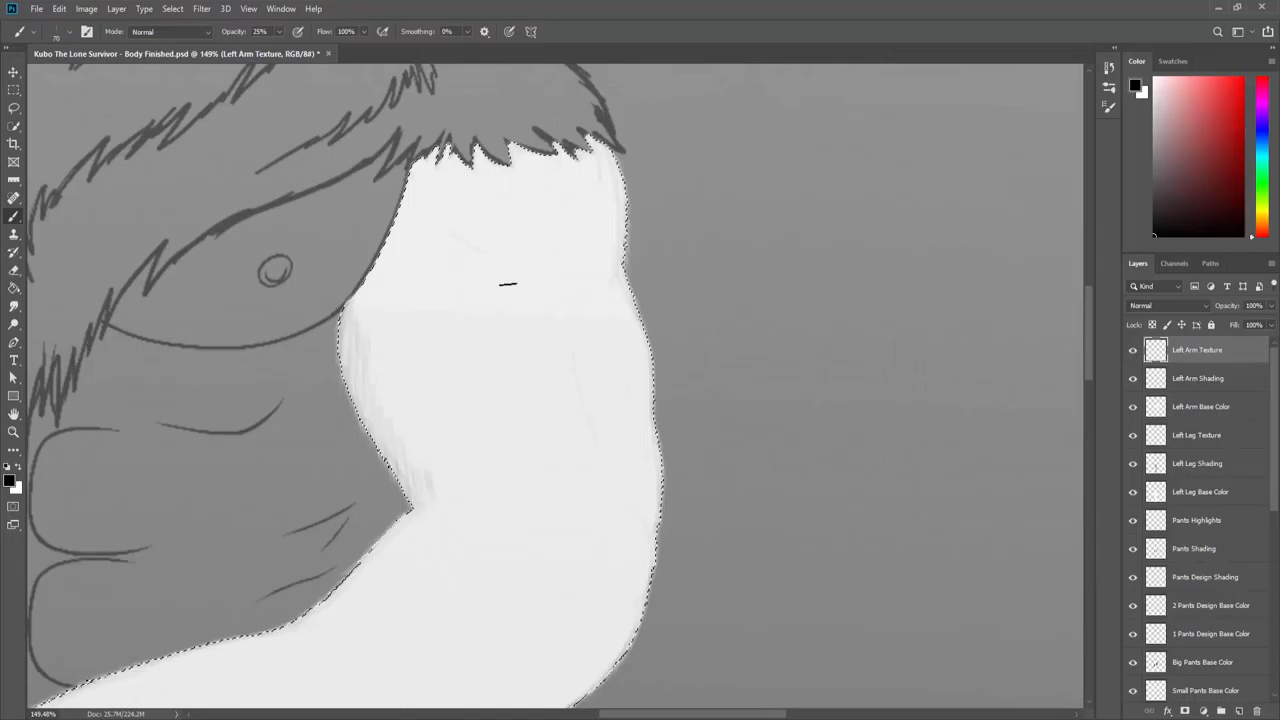 Ps File Edit Image Layer Type Select Filter 3D View Window Help
70 Mode: Normal Opacity: 25% Flow: 100% Smoothing: 0%
Kubo The Lone Survivor - Body Finished.psd @ 149% (Left Arm Texture, RGB/8#) * ×
Color Swatches
Layers Channels Paths
Kind
Normal Opacity: 100%
Lock: Fill: 100%
Left Arm Texture
Left Arm Shading
Left Arm Base Color
Left Leg Texture
Left Leg Shading
Left Leg Base Color
Pants Highlights
Pants Shading
Pants Design Shading
2 Pants Design Base Color
1 Pants Design Base Color
Big Pants Base Color
Small Pants Base Color
149.48% Doc: 25.7M/224.2M